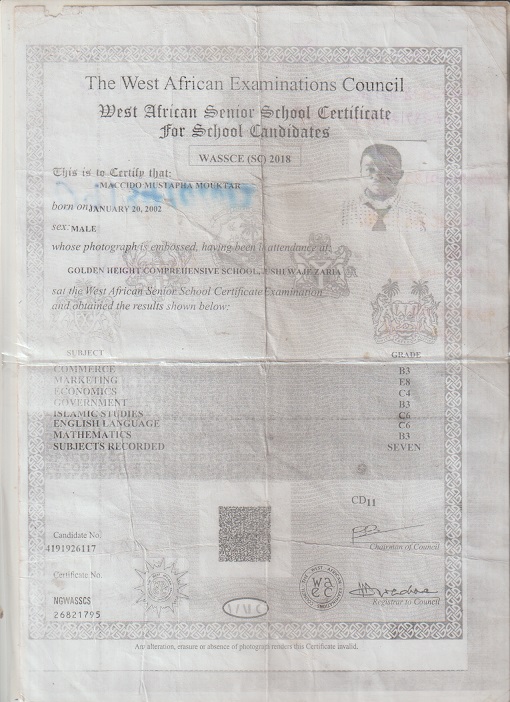 The West African Examinations Council
West African Senior School Certificate
For School Candidates
WASSCE (SC) 2018
This is to Certify that:
MACCIDO MUSTAPHA MOUKTAR
born on JANUARY 20, 2002
sex: MALE
whose photograph is embossed, having been in attendance at:
GOLDEN HEIGHT COMPREHENSIVE SCHOOL, ZARIA
sat the West African Senior School Certificate Examination
and obtained the results shown below:
SUBJECT GRADE
COMMERCE B3
MARKETING E8
ECONOMICS C4
GOVERNMENT B3
ISLAMIC STUDIES C6
ENGLISH LANGUAGE C6
MATHEMATICS B3
SUBJECTS RECORDED SEVEN
CD11
Candidate No.
4191926117
Chairman of Council
Certificate No.
NGWASSCS
26821795
waec
Registrar to Council
Any alteration, erasure or absence of photograph renders this Certificate invalid.